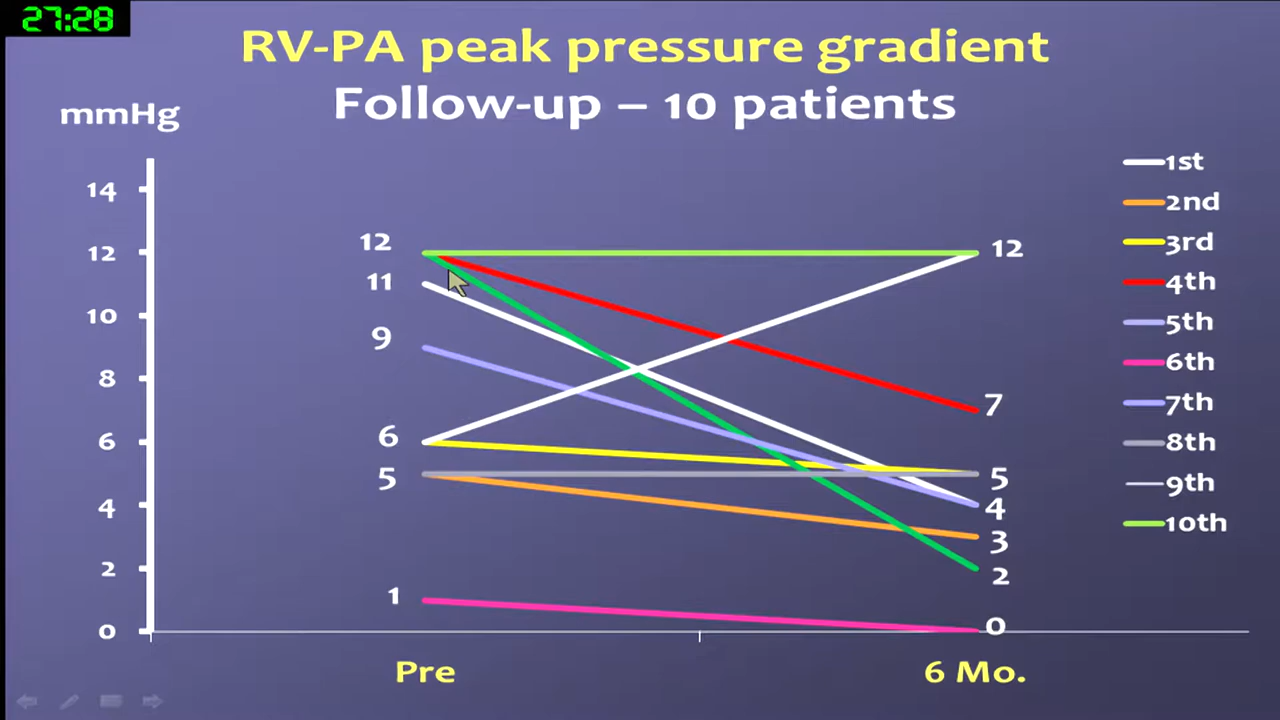 27:28
RV-PA peak pressure gradient
Follow-up – 10 patients
mmHg
14
12
10
8
6
4
2
0
12
11
9
6
5
1
12
7
5
4
3
2
0
Pre
6 Mo.
1st
2nd
3rd
4th
5th
6th
7th
8th
9th
10th